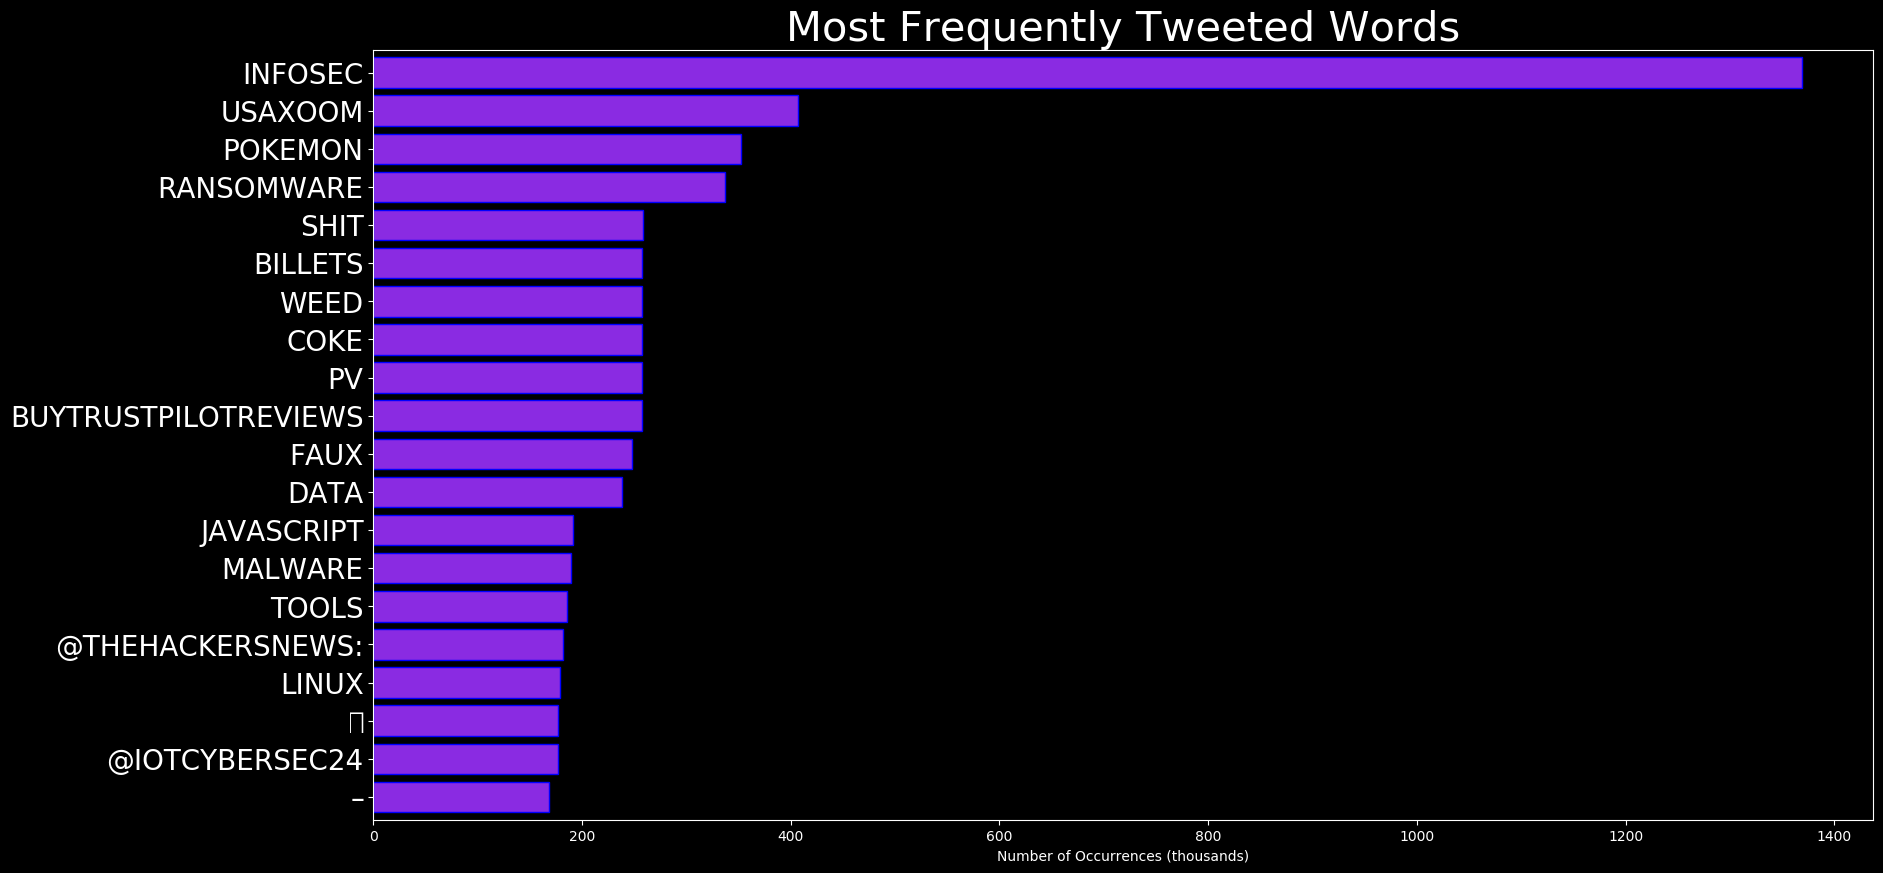 Most Frequently Tweeted Words
INFOSEC
USAXOOM
POKEMON
RANSOMWARE
SHIT
BILLETS
WEED
COKE
PV
BUYTRUSTPILOTREVIEWS
FAUX
DATA
JAVASCRIPT
MALWARE
TOOLS
@THEHACKERSNEWS:
LINUX
@IOTCYBERSEC24
–
0 200 400 600 800 1000 1200 1400
Number of Occurrences (thousands)